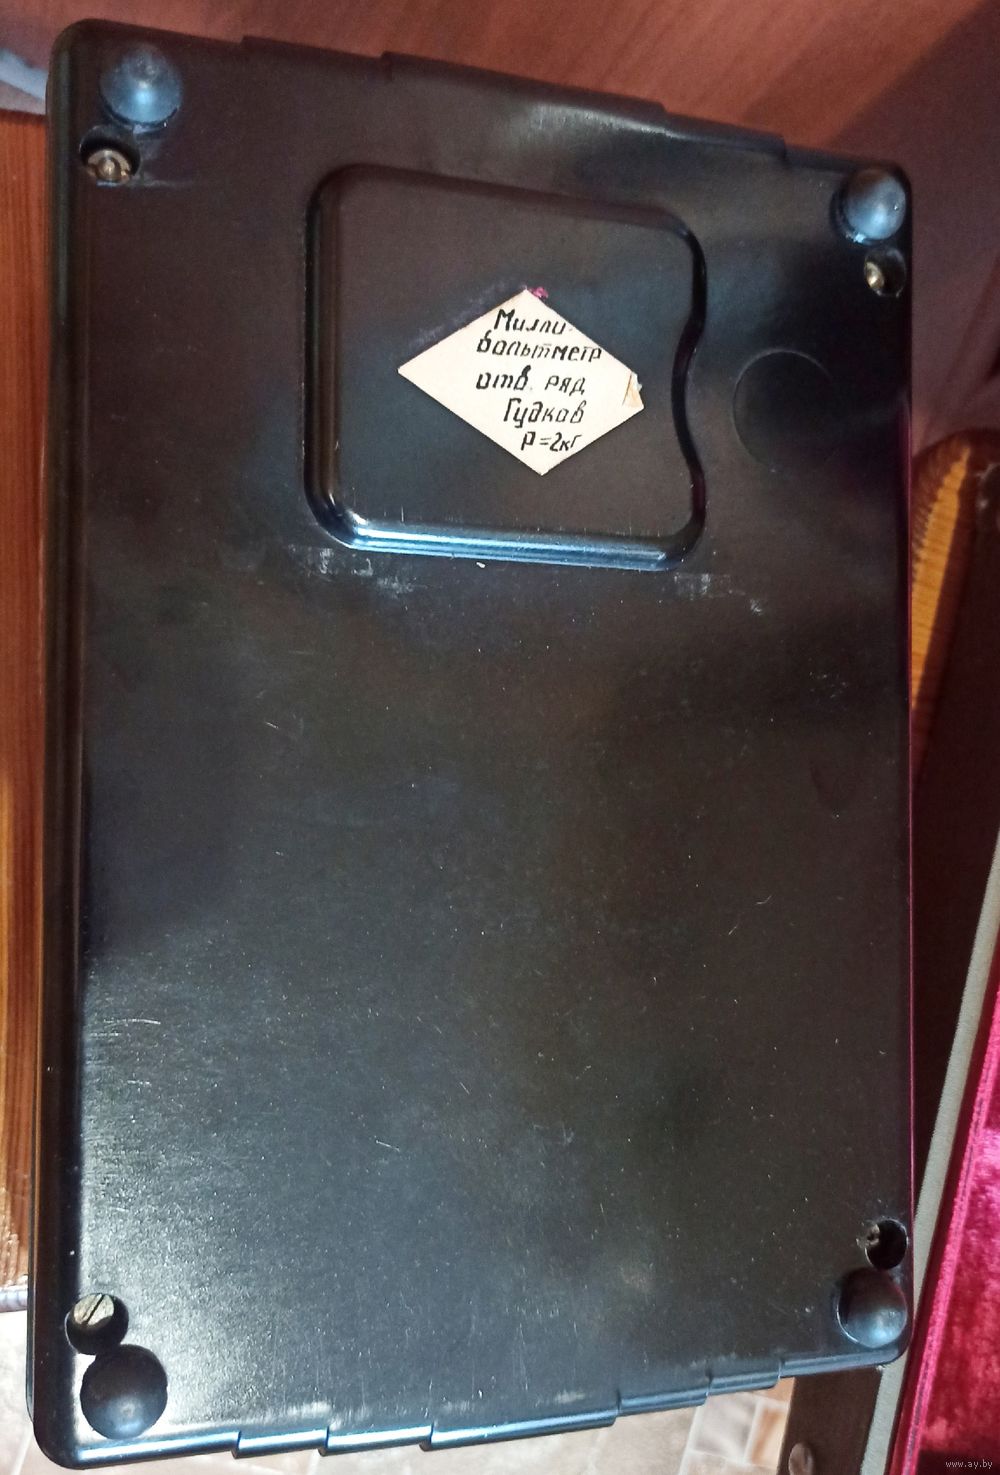 Милли-
вольтметр
отв. ряд
Гудков
P=2кг
www.ay.by